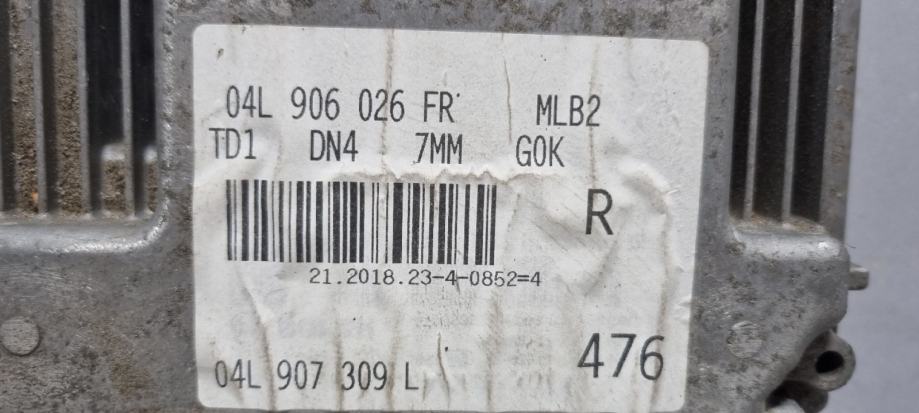 04L 906 026 FR MLB2
TD1 DN4 7MM G0K
R
21.2018.23-4-0852=4
476
04L 907 309 L